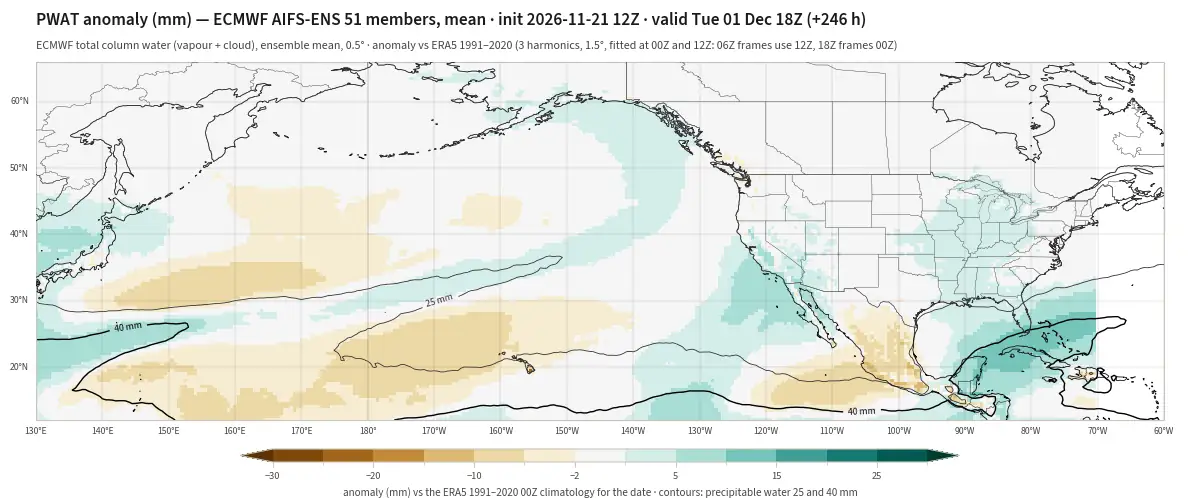 PWAT anomaly (mm) — ECMWF AIFS-ENS 51 members, mean · init 2026-11-21 12Z · valid Tue 01 Dec 18Z (+246 h)
ECMWF total column water (vapour + cloud), ensemble mean, 0.5° · anomaly vs ERA5 1991–2020 (3 harmonics, 1.5°, fitted at 00Z and 12Z: 06Z frames use 12Z, 18Z frames 00Z)
60°N
50°N
40°N
30°N
20°N
25 mm
40 mm
40 mm
130°E 140°E 150°E 160°E 170°E 180° 170°W 160°W 150°W 140°W 130°W 120°W 110°W 100°W 90°W 80°W 70°W 60°W
−30 −20 −10 −2 5 15 25
anomaly (mm) vs the ERA5 1991–2020 00Z climatology for the date · contours: precipitable water 25 and 40 mm